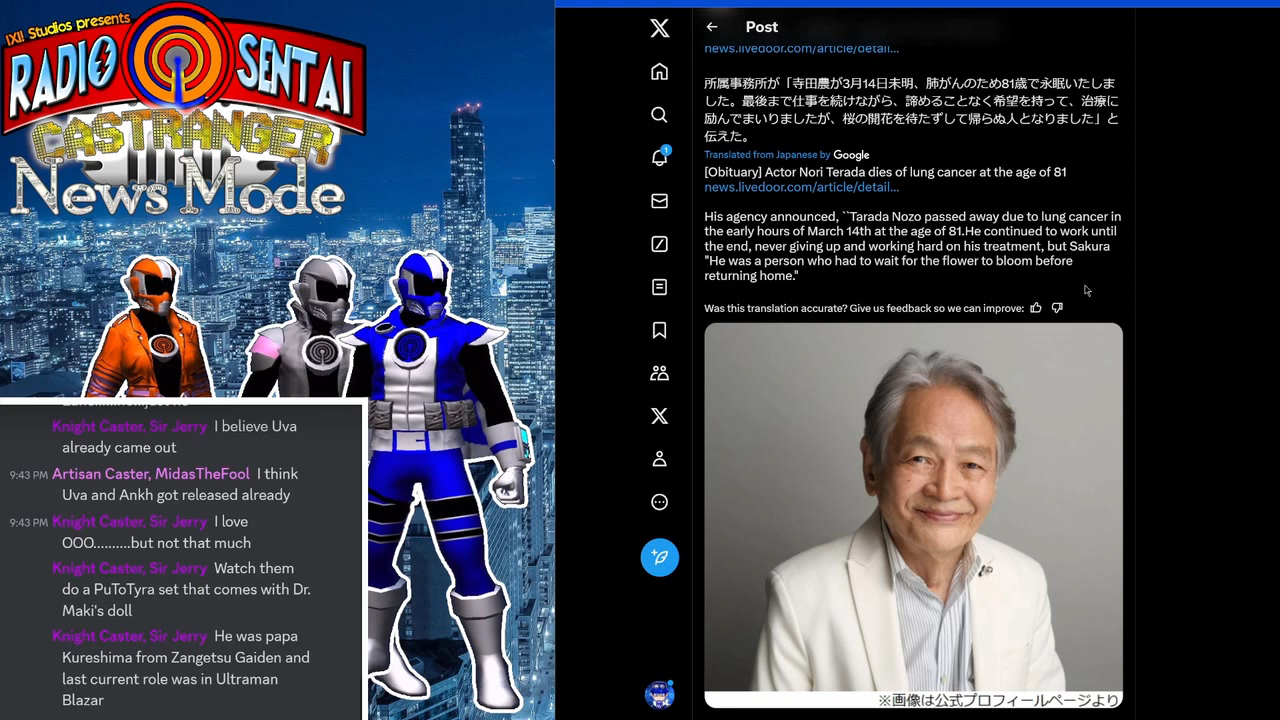 IXII Studios presents
RADIO SENTAI
CASTRANGER
News Mode
Knight Caster, Sir Jerry I believe Uva
already came out
9:43 PM Artisan Caster, MidasTheFool I think
Uva and Ankh got released already
9:43 PM Knight Caster, Sir Jerry I love
OOO..........but not that much
Knight Caster, Sir Jerry Watch them
do a PuToTyra set that comes with Dr.
Maki's doll
Knight Caster, Sir Jerry He was papa
Kureshima from Zangetsu Gaiden and
last current role was in Ultraman
Blazar
Post
news.livedoor.com/article/detail...
所属事務所が「寺田農が3月14日未明、肺がんのため81歳で永眠いたしま
した。最後まで仕事を続けながら、諦めることなく希望を持って、治療に
励んでまいりましたが、桜の開花を待たずして帰らぬ人となりました」と
伝えた。
Translated from Japanese by Google
[Obituary] Actor Nori Terada dies of lung cancer at the age of 81
news.livedoor.com/article/detail...
His agency announced, ``Tarada Nozo passed away due to lung cancer in
the early hours of March 14th at the age of 81.He continued to work until
the end, never giving up and working hard on his treatment, but Sakura
"He was a person who had to wait for the flower to bloom before
returning home."
Was this translation accurate? Give us feedback so we can improve:
※画像は公式プロフィールページより
1